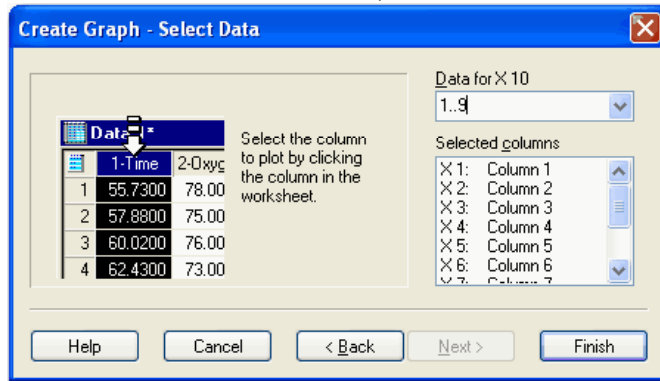 Create Graph - Select Data
Data for X 10
1..9
Selected columns
X 1: Column 1
X 2: Column 2
X 3: Column 3
X 4: Column 4
X 5: Column 5
X 6: Column 6
X 7: Column 7
1-Time
1 55.7300 78.00
2 57.8800 75.00
3 60.0200 76.00
4 62.4300 73.00
Select the column
to plot by clicking
the column in the
worksheet.
Help
Cancel
< Back
Next >
Finish